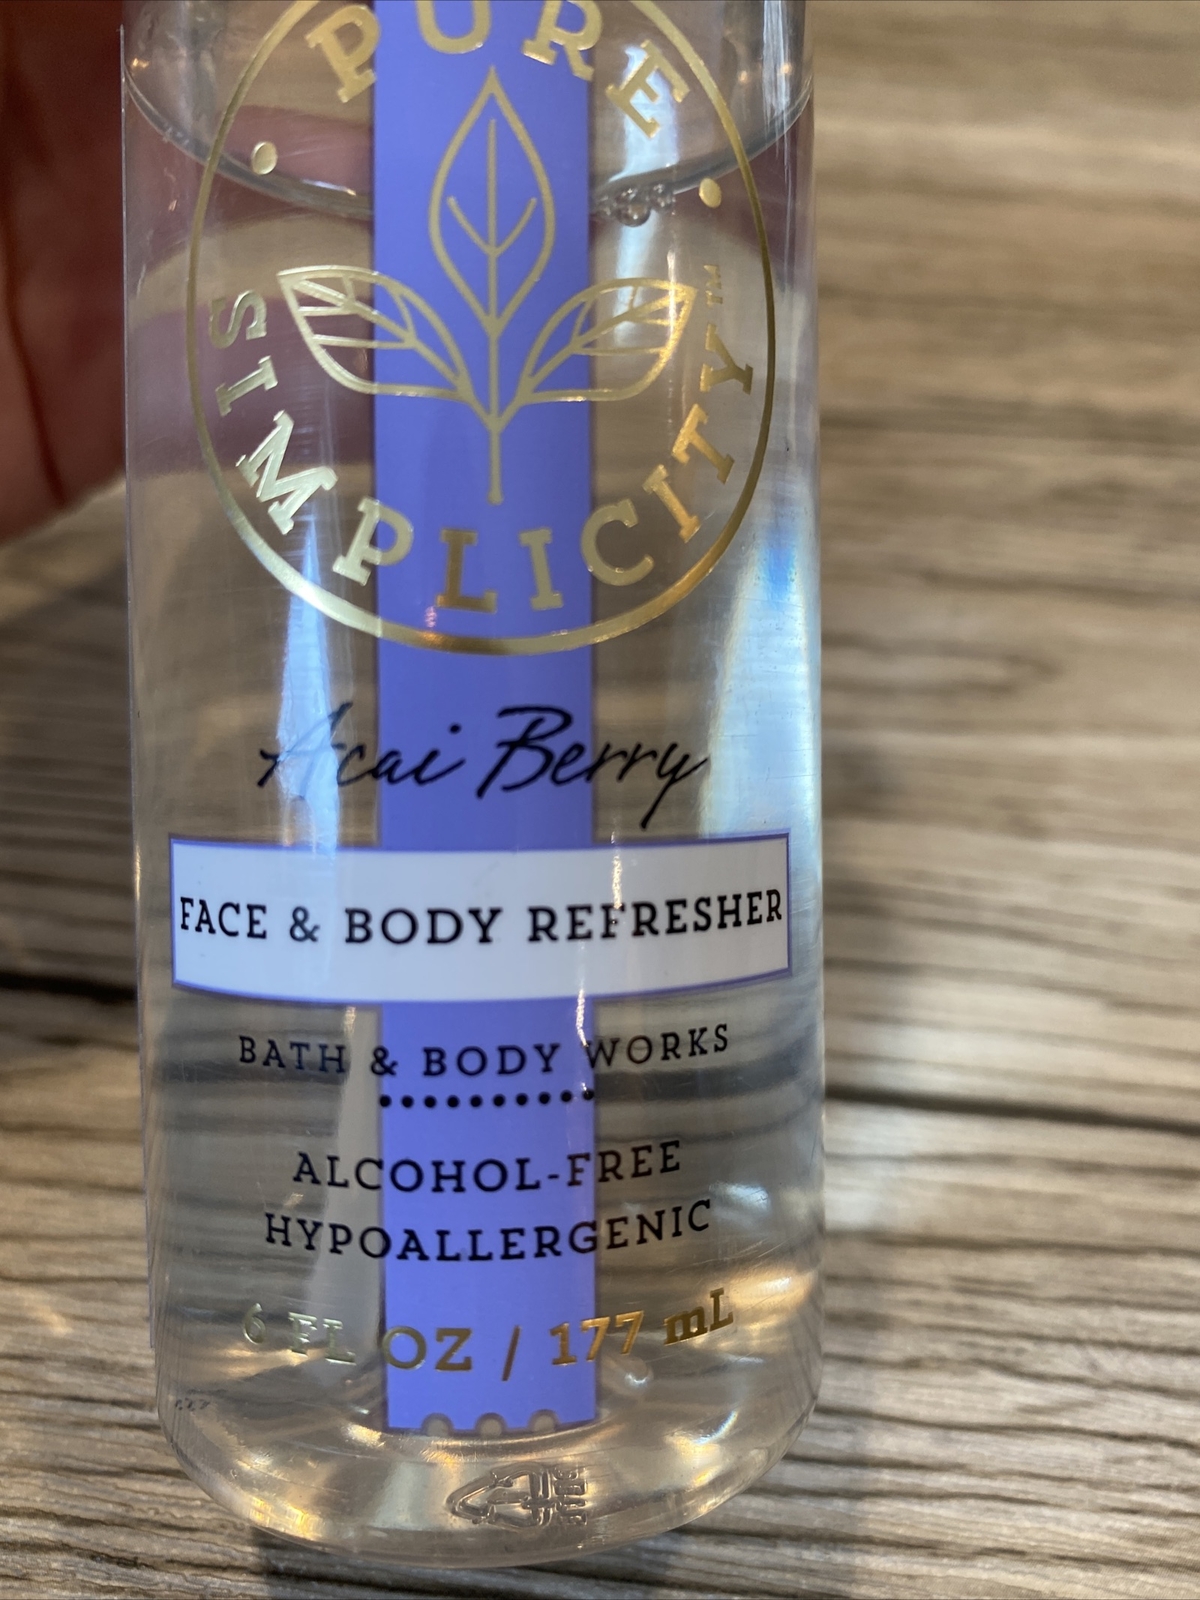 PURE
SIMPLICITY™
Acai Berry
FACE & BODY REFRESHER
BATH & BODY WORKS
ALCOHOL-FREE
HYPOALLERGENIC
6 FL OZ / 177 mL